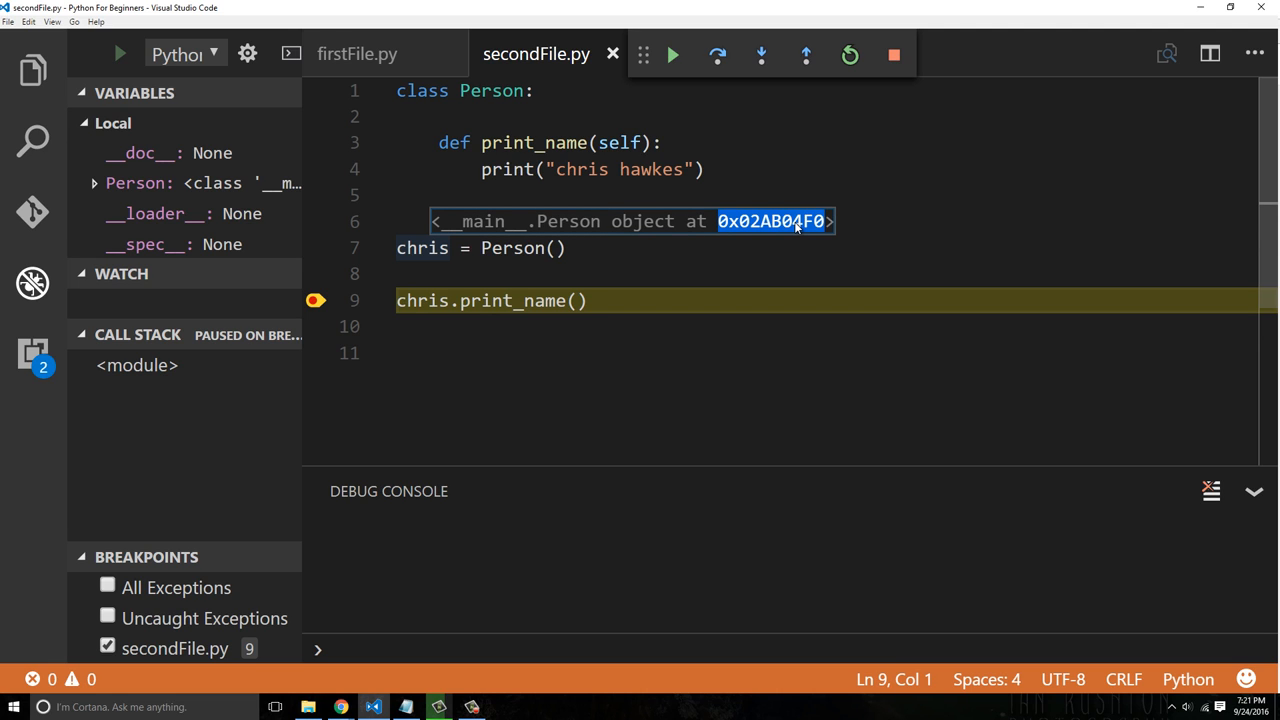 secondFile.py - Python For Beginners - Visual Studio Code
File Edit View Go Help
Python
firstFile.py
secondFile.py
VARIABLES
Local
__doc__: None
Person: <class '__m...
__loader__: None
__spec__: None
WATCH
CALL STACK PAUSED ON BRE...
<module>
BREAKPOINTS
All Exceptions
Uncaught Exceptions
secondFile.py 9
2
1 class Person:
2
3 def print_name(self):
4 print("chris hawkes")
5
6 <__main__.Person object at 0x02AB04F0>
7 chris = Person()
8
9 chris.print_name()
10
11
DEBUG CONSOLE
0 0
Ln 9, Col 1 Spaces: 4 UTF-8 CRLF Python
I'm Cortana. Ask me anything.
7:21 PM
9/24/2016